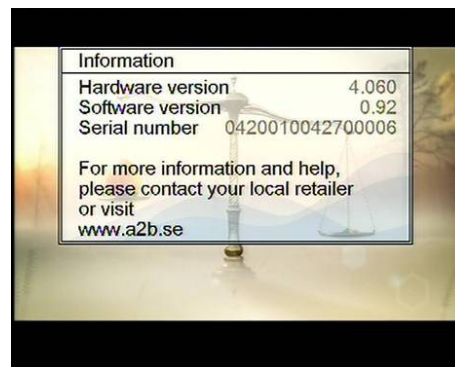 Information
Hardware version 4.060
Software version 0.92
Serial number 0420010042700006
For more information and help,
please contact your local retailer
or visit
www.a2b.se